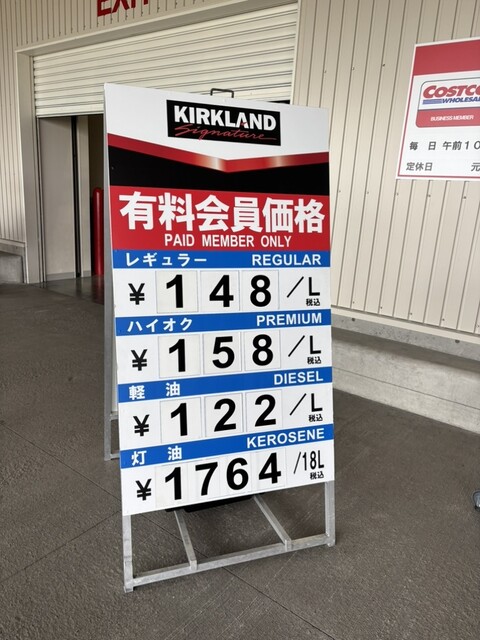 EXI
KIRKLAND
Signature
有料会員価格
PAID MEMBER ONLY
レギュラー REGULAR
¥148/L
税込
ハイオク PREMIUM
¥158/L
税込
軽油 DIESEL
¥122/L
税込
灯油 KEROSENE
¥1764/18L
税込
COSTCO
WHOLESALE
BUSINESS MEMBER
毎 日 午前10
定休日 元